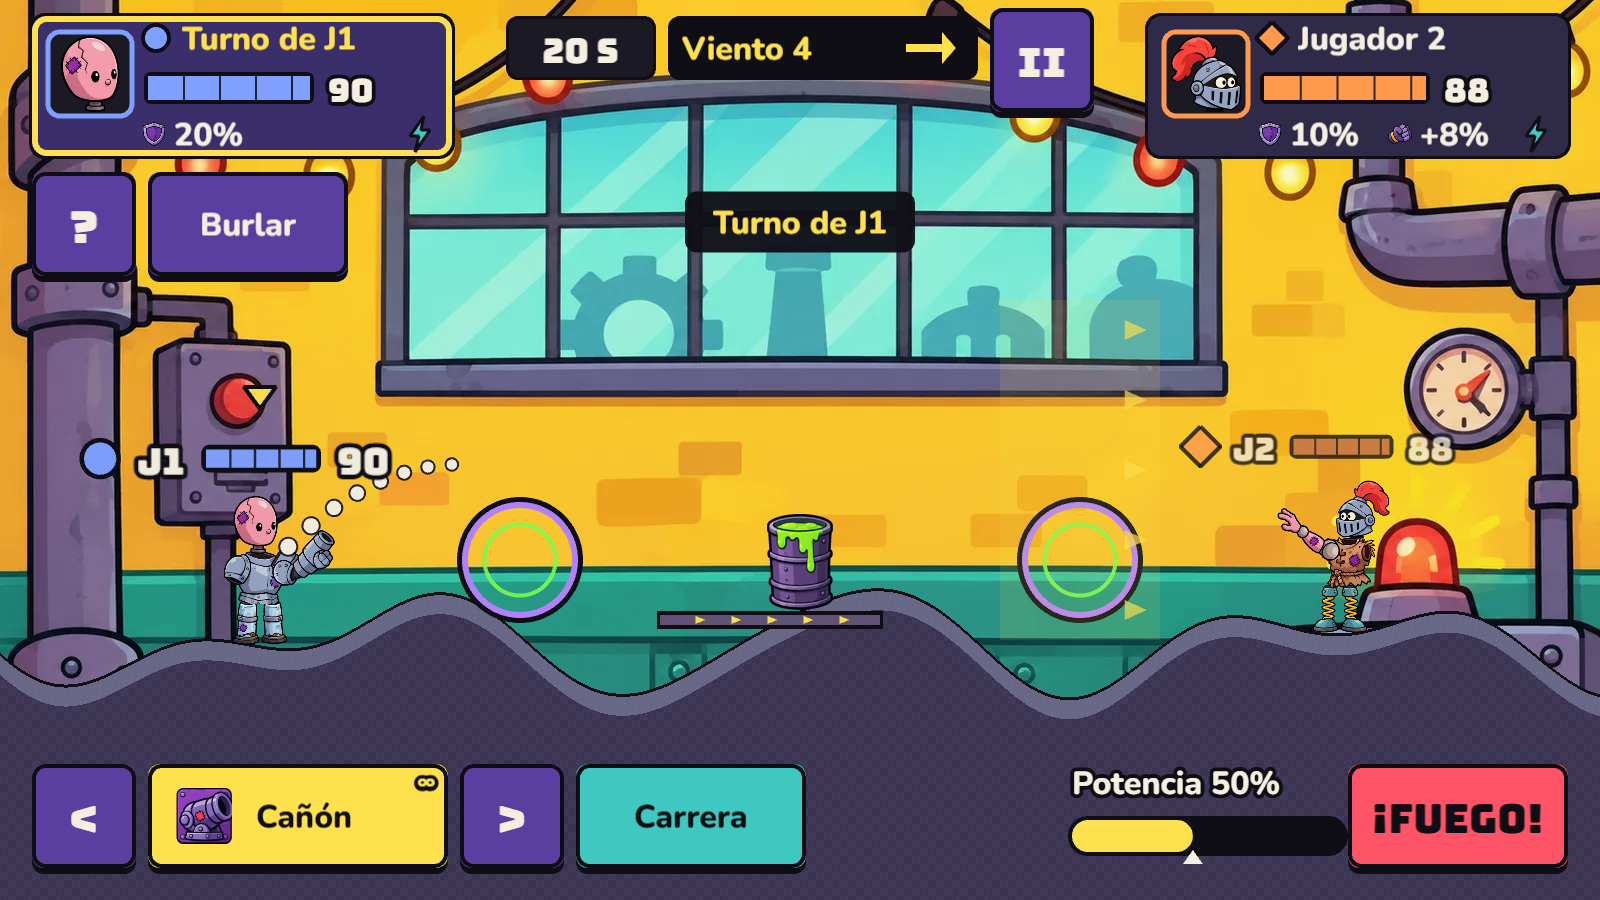 Turno de J1
90
20%
20 S
Viento 4
II
Jugador 2
88
10%
+8%
?
Burlar
Turno de J1
J1
90
J2
88
<
Cañón
∞
>
Carrera
Potencia 50%
¡FUEGO!